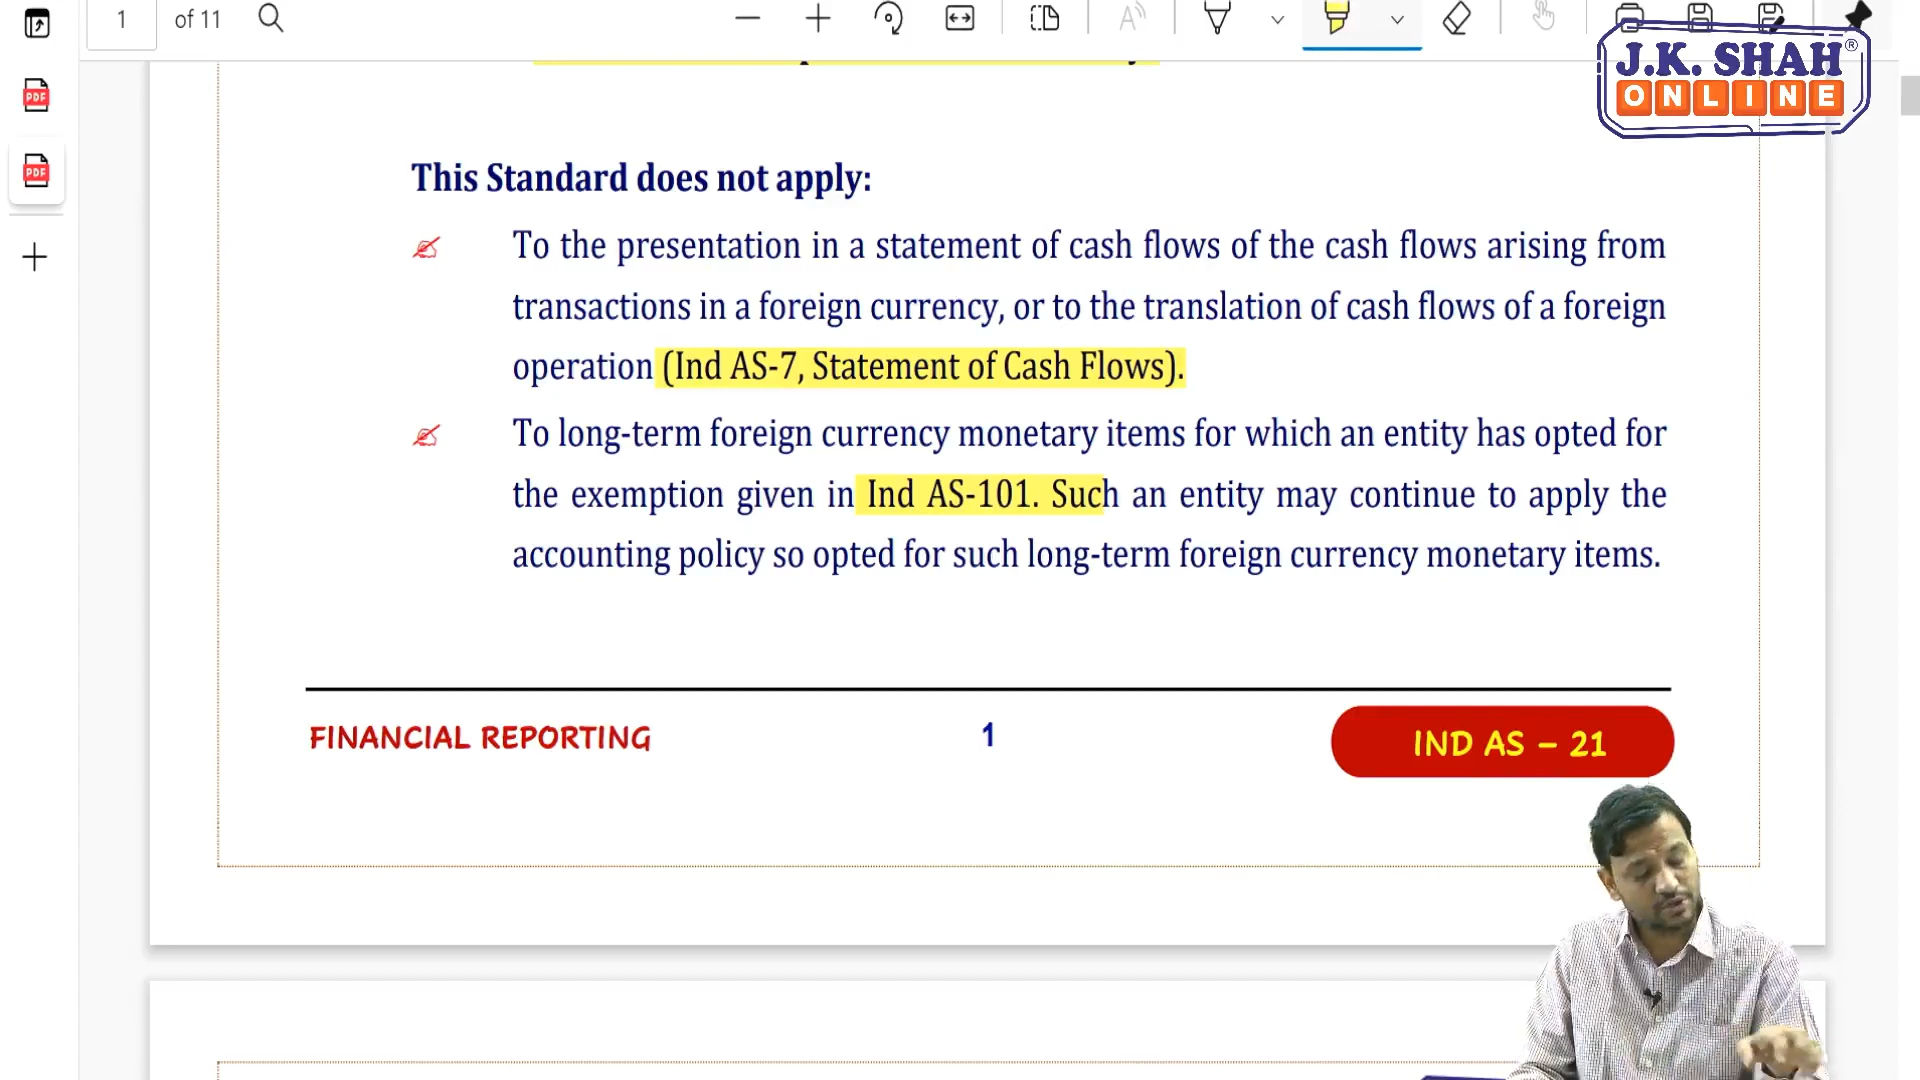 1 of 11
J.K. SHAH®
ONLINE
PDF
PDF
This Standard does not apply:
To the presentation in a statement of cash flows of the cash flows arising from
transactions in a foreign currency, or to the translation of cash flows of a foreign
operation (Ind AS-7, Statement of Cash Flows).
To long-term foreign currency monetary items for which an entity has opted for
the exemption given in Ind AS-101. Such an entity may continue to apply the
accounting policy so opted for such long-term foreign currency monetary items.
FINANCIAL REPORTING 1 IND AS – 21